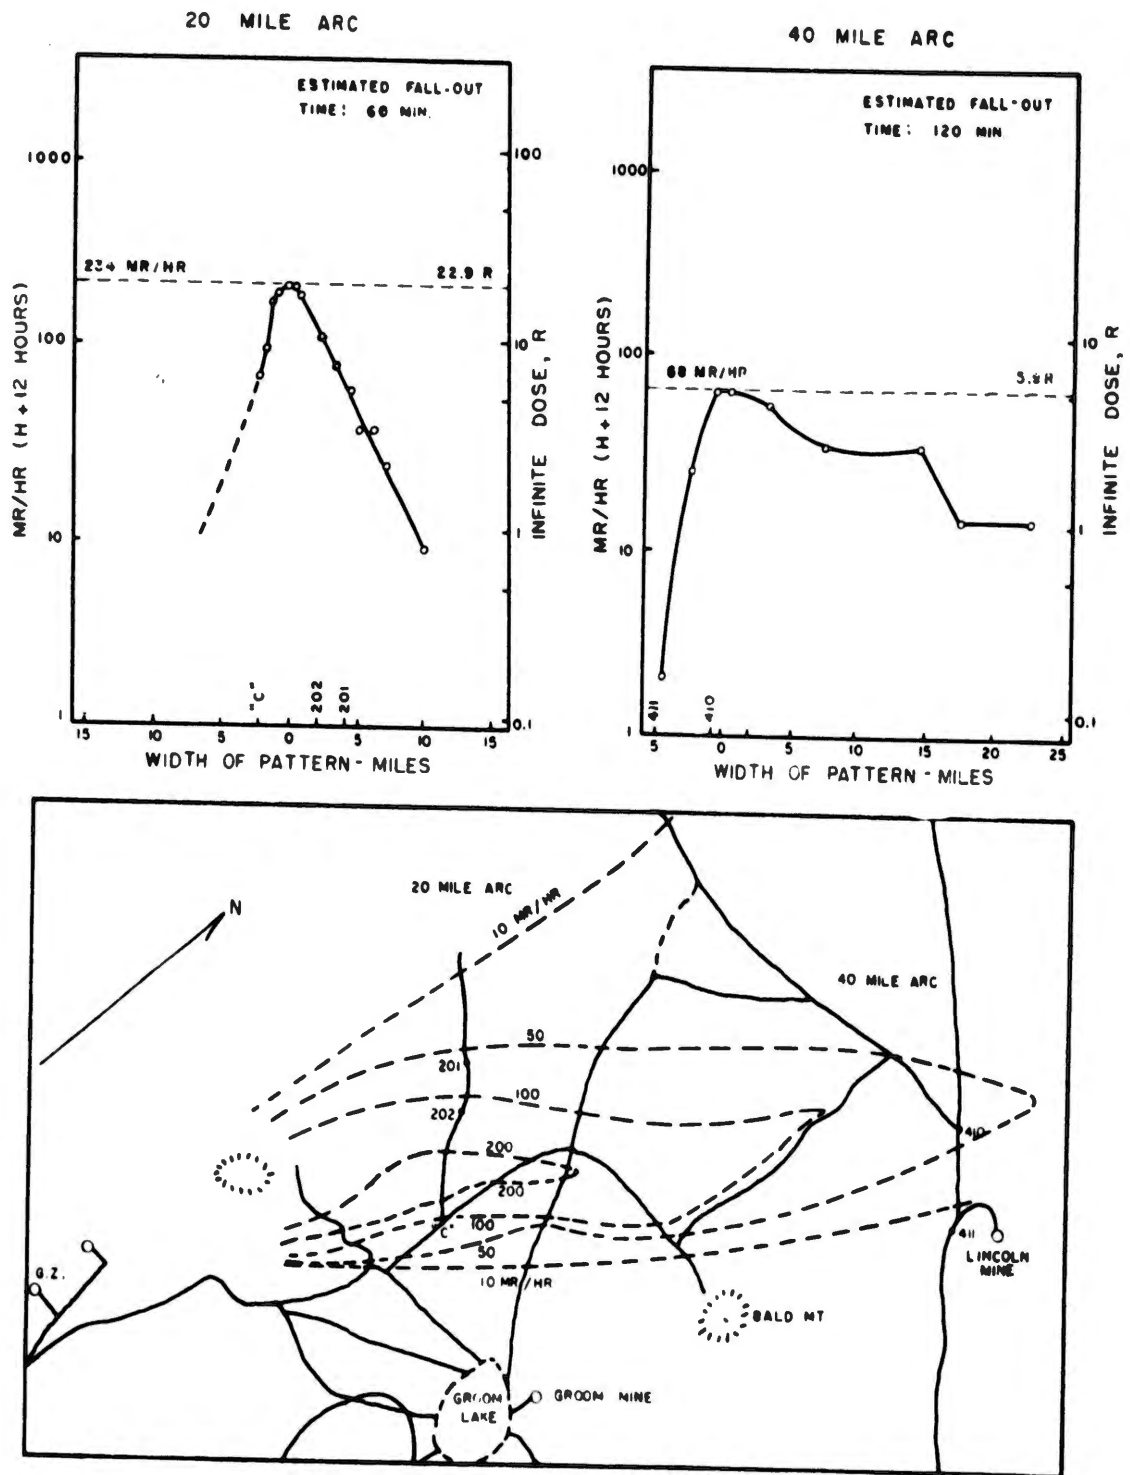 20 MILE ARC
ESTIMATED FALL-OUT
TIME: 60 MIN.
1000
100
10
1
234 MR/HR
22.9 R
100
10
1
0.1
MR/HR (H + 12 HOURS)
INFINITE DOSE, R
"C"
202
201
15 10 5 0 5 10 15
WIDTH OF PATTERN - MILES
40 MILE ARC
ESTIMATED FALL-OUT
TIME: 120 MIN
1000
100
10
1
68 MR/HR
5.9 R
10
1
0.1
MR/HR (H + 12 HOURS)
INFINITE DOSE, R
411
410
5 0 5 10 15 20 25
WIDTH OF PATTERN - MILES
N
20 MILE ARC
10 MR/HR
40 MILE ARC
50
201
100
202
200
410
200
100
C
50
411
LINCOLN
MINE
G.Z.
10 MR/HR
BALD MT
GROOM
LAKE
GROOM MINE